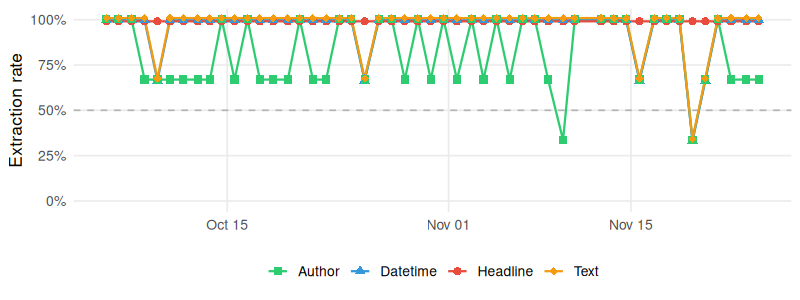 Extraction rate
100%
75%
50%
25%
0%
Oct 15
Nov 01
Nov 15
Author
Datetime
Headline
Text